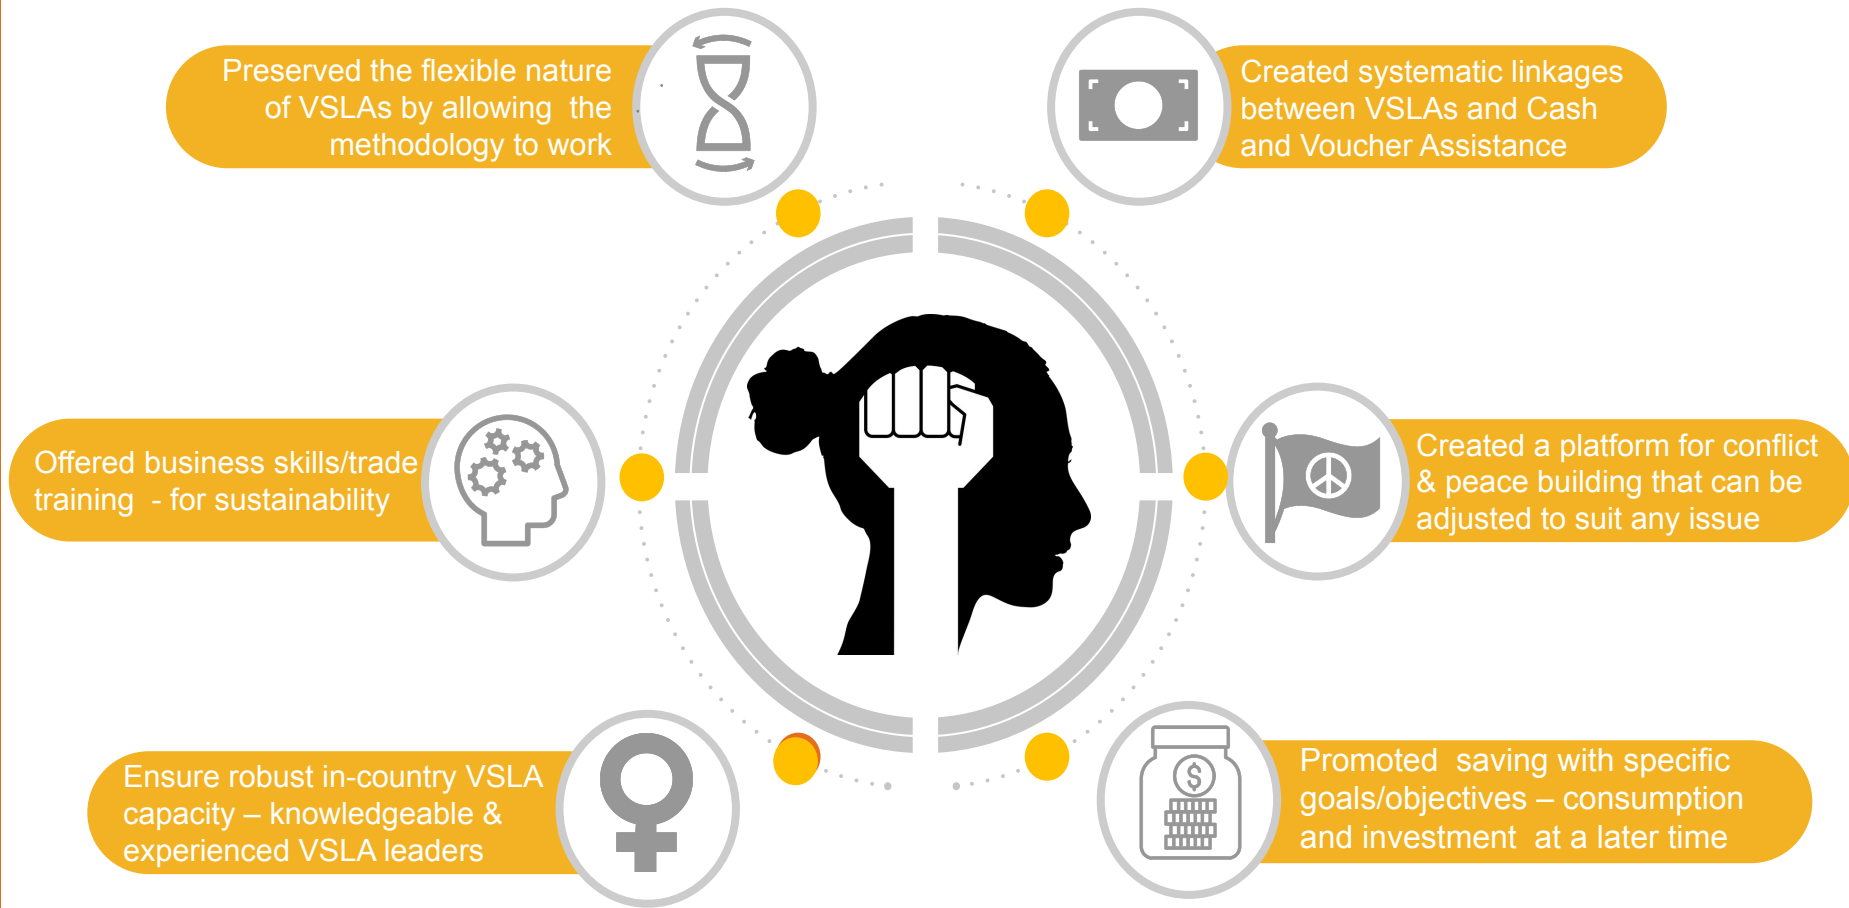 Preserved the flexible nature
of VSLAs by allowing  the
methodology to work
Created systematic linkages
between VSLAs and Cash
and Voucher Assistance
Offered business skills/trade
training  - for sustainability
Created a platform for conflict
& peace building that can be
adjusted to suit any issue
Ensure robust in-country VSLA
capacity – knowledgeable &
experienced VSLA leaders
$
Promoted  saving with specific
goals/objectives – consumption
and investment  at a later time